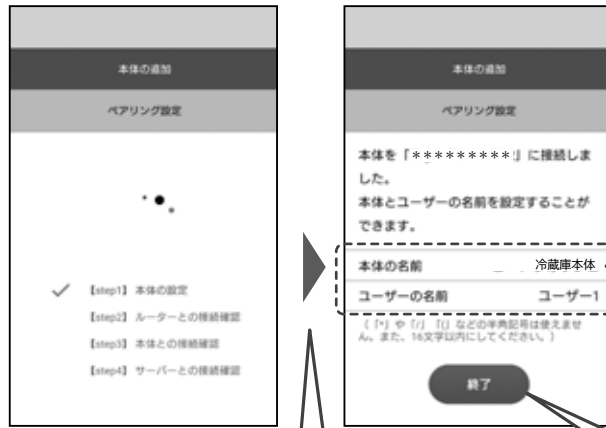 本体の追加
ペアリング設定
【step1】 本体の設定
【step2】 ルーターとの接続確認
【step3】 本体との接続確認
【step4】 サーバーとの接続確認
本体の追加
ペアリング設定
本体を「*********」に接続しま
した。
本体とユーザーの名前を設定することが
できます。
本体の名前 冷蔵庫本体
ユーザーの名前 ユーザー1
(「*」や「/」「(」などの半角記号は使えませ
ん。また、16文字以内にしてください。)
終了